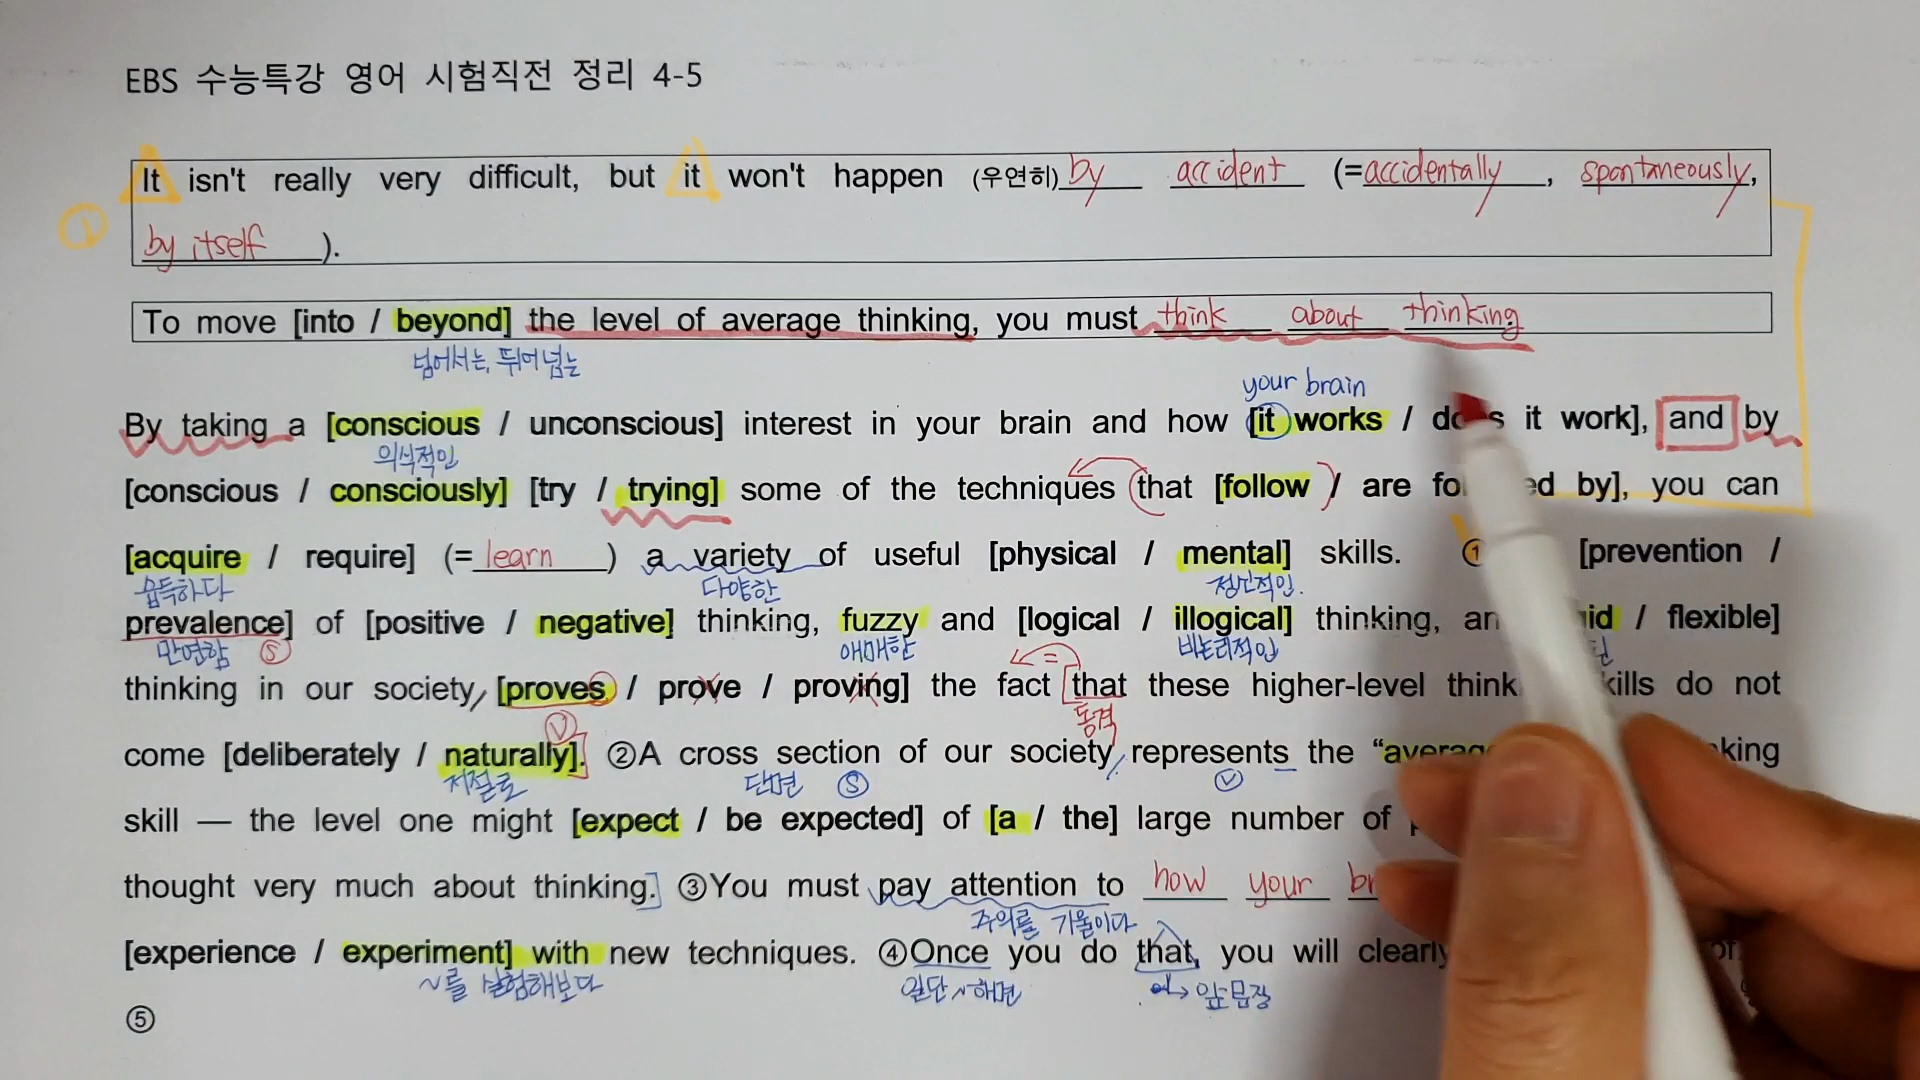 EBS 수능특강 영어 시험직전 정리 4-5
It isn't really very difficult, but it won't happen (우연히) by accident (=accidentally, spontaneously,
① by itself ).
To move [into / beyond] the level of average thinking, you must think about thinking
넘어서는, 뛰어넘는
your brain
By taking a [conscious / unconscious] interest in your brain and how [it works / does it work], and by
의식적인
[conscious / consciously] [try / trying] some of the techniques that [follow / are followed by], you can
[acquire / require] (= learn ) a variety of useful [physical / mental] skills. ① [prevention /
습득하다 다양한 정신적인.
prevalence] of [positive / negative] thinking, fuzzy and [logical / illogical] thinking, / flexible]
만연함 S 애매한 비논리적인
=
thinking in our society, [proves / prove / proving] the fact that these higher-level do not
V 동격
come [deliberately / naturally]. ②A cross section of our society represents the “average
저절로 단면 S V
skill — the level one might [expect / be expected] of [a / the] large number of
thought very much about thinking. ③You must pay attention to how your
주의를 기울이다
[experience / experiment] with new techniques. ④Once you do that, you will clearly
~를 실험해보다 일단 ~하면 앞문장
⑤